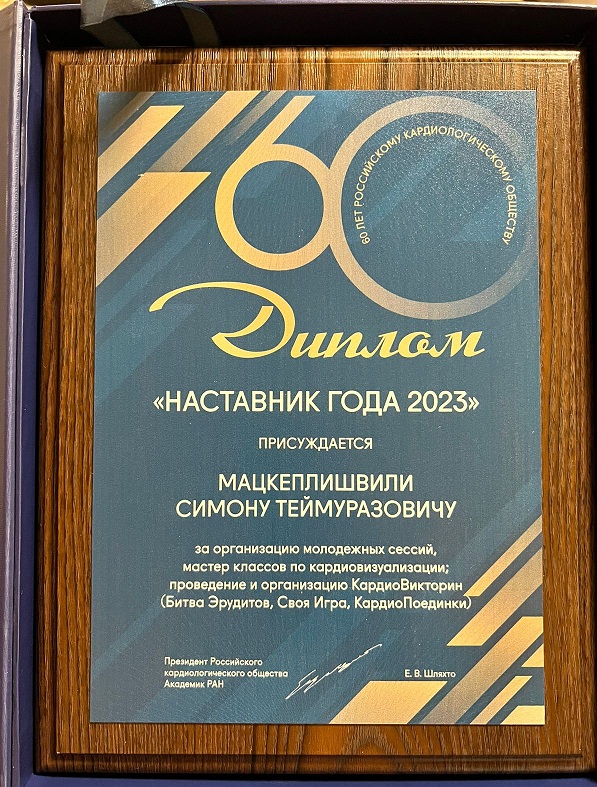 60
60 ЛЕТ РОССИЙСКОМУ КАРДИОЛОГИЧЕСКОМУ ОБЩЕСТВУ
Диплом
«НАСТАВНИК ГОДА 2023»
ПРИСУЖДАЕТСЯ
МАЦКЕПЛИШВИЛИ
СИМОНУ ТЕЙМУРАЗОВИЧУ
за организацию молодежных сессий,
мастер классов по кардиовизуализации;
проведение и организацию КардиоВикторин
(Битва Эрудитов, Своя Игра, КардиоПоединки)
Президент Российского
кардиологического общества
Академик РАН
Е. В. Шляхто